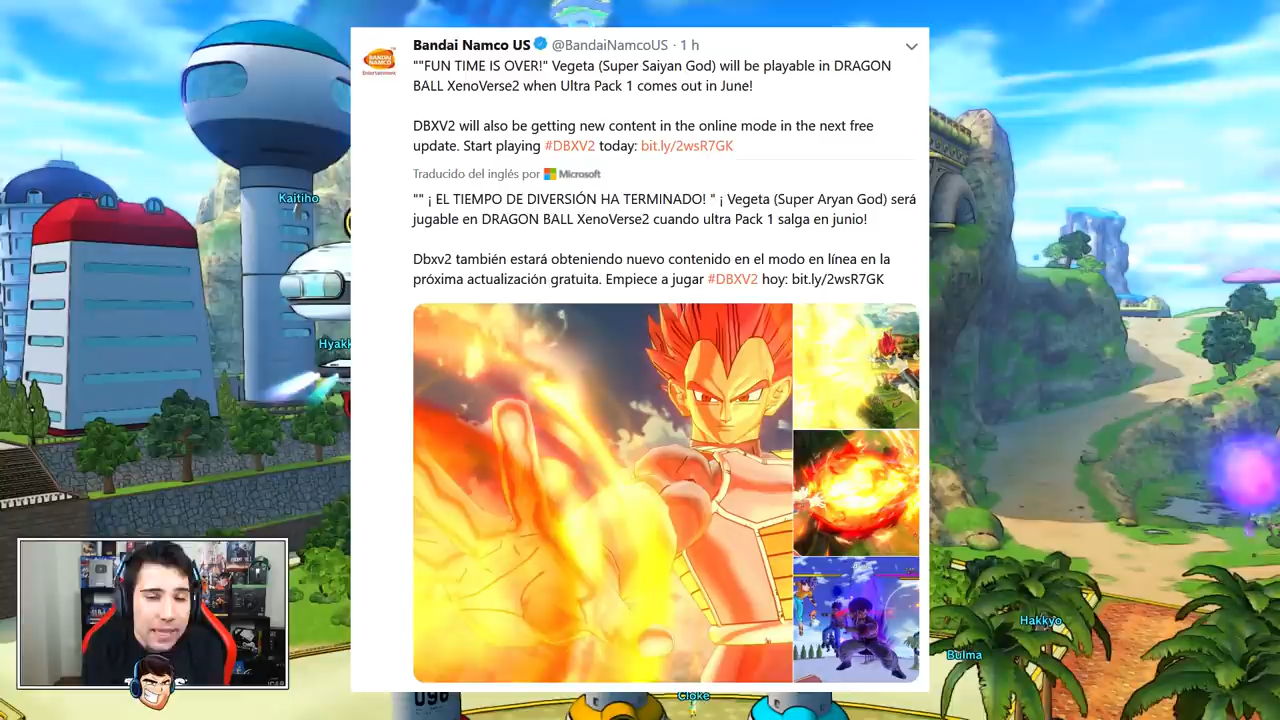 Bandai Namco US @BandaiNamcoUS · 1 h
""FUN TIME IS OVER!" Vegeta (Super Saiyan God) will be playable in DRAGON
BALL XenoVerse2 when Ultra Pack 1 comes out in June!
DBXV2 will also be getting new content in the online mode in the next free
update. Start playing #DBXV2 today: bit.ly/2wsR7GK
Traducido del inglés por Microsoft
"" ¡ EL TIEMPO DE DIVERSIÓN HA TERMINADO! " ¡ Vegeta (Super Aryan God) será
jugable en DRAGON BALL XenoVerse2 cuando ultra Pack 1 salga en junio!
Dbxv2 también estará obteniendo nuevo contenido en el modo en línea en la
próxima actualización gratuita. Empiece a jugar #DBXV2 hoy: bit.ly/2wsR7GK
BANDAI
NAMCO
Entertainment
Kaitiho
Hyakk
Hakkyo
Bulma
Cloke